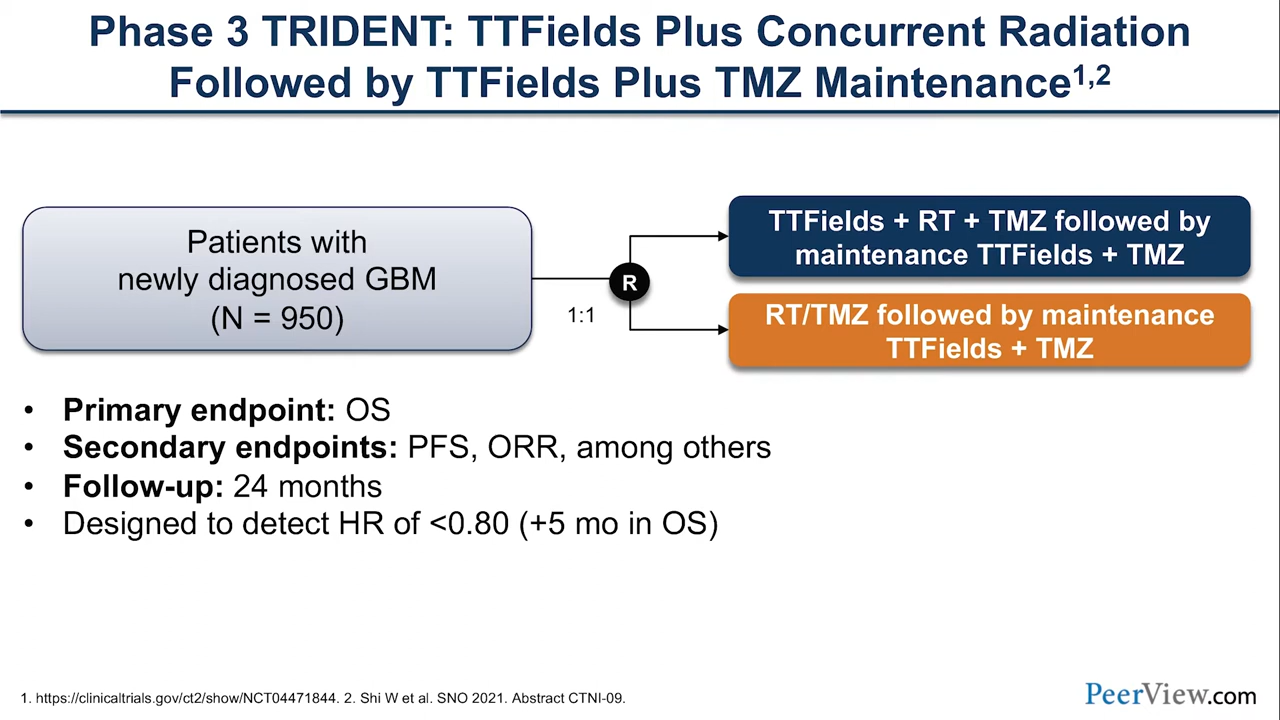 Phase 3 TRIDENT: TTFields Plus Concurrent Radiation
Followed by TTFields Plus TMZ Maintenance1,2
Patients with
newly diagnosed GBM
(N = 950)
1:1
R
TTFields + RT + TMZ followed by
maintenance TTFields + TMZ
RT/TMZ followed by maintenance
TTFields + TMZ
• Primary endpoint: OS
• Secondary endpoints: PFS, ORR, among others
• Follow-up: 24 months
• Designed to detect HR of <0.80 (+5 mo in OS)
1. https://clinicaltrials.gov/ct2/show/NCT04471844. 2. Shi W et al. SNO 2021. Abstract CTNI-09.
PeerView.com